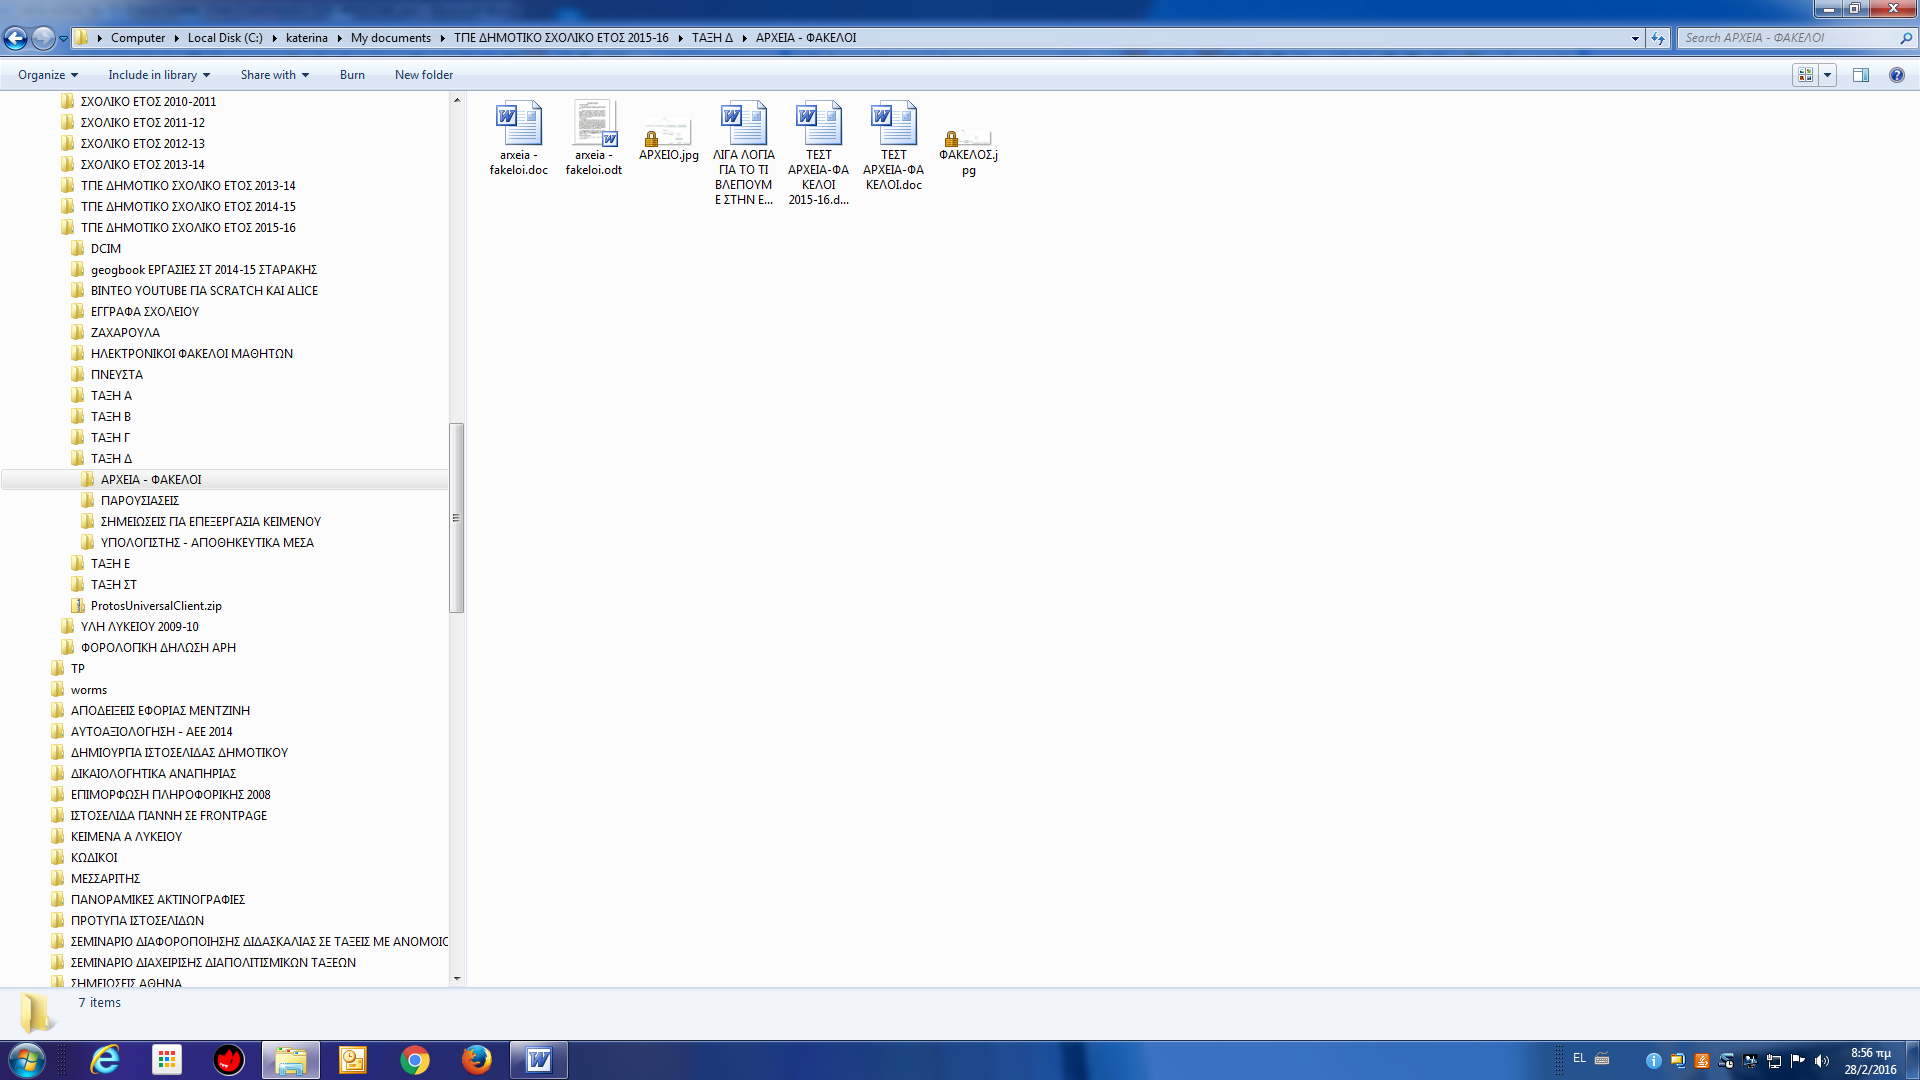 Computer
Local Disk (C:)
katerina
My documents
ΤΠΕ ΔΗΜΟΤΙΚΟ ΣΧΟΛΙΚΟ ΕΤΟΣ 2015-16
ΤΑΞΗ Δ
ΑΡΧΕΙΑ - ΦΑΚΕΛΟΙ
Search ΑΡΧΕΙΑ - ΦΑΚΕΛΟΙ
Organize
Include in library
Share with
Burn
New folder
ΣΧΟΛΙΚΟ ΕΤΟΣ 2010-2011
ΣΧΟΛΙΚΟ ΕΤΟΣ 2011-12
ΣΧΟΛΙΚΟ ΕΤΟΣ 2012-13
ΣΧΟΛΙΚΟ ΕΤΟΣ 2013-14
ΤΠΕ ΔΗΜΟΤΙΚΟ ΣΧΟΛΙΚΟ ΕΤΟΣ 2013-14
ΤΠΕ ΔΗΜΟΤΙΚΟ ΣΧΟΛΙΚΟ ΕΤΟΣ 2014-15
ΤΠΕ ΔΗΜΟΤΙΚΟ ΣΧΟΛΙΚΟ ΕΤΟΣ 2015-16
DCIM
geogbook ΕΡΓΑΣΙΕΣ ΣΤ 2014-15 ΣΤΑΡΑΚΗΣ
ΒΙΝΤΕΟ YOUTUBE ΓΙΑ SCRATCH ΚΑΙ ALICE
ΕΓΓΡΑΦΑ ΣΧΟΛΕΙΟΥ
ΖΑΧΑΡΟΥΛΑ
ΗΛΕΚΤΡΟΝΙΚΟΙ ΦΑΚΕΛΟΙ ΜΑΘΗΤΩΝ
ΠΝΕΥΣΤΑ
ΤΑΞΗ Α
ΤΑΞΗ Β
ΤΑΞΗ Γ
ΤΑΞΗ Δ
ΑΡΧΕΙΑ - ΦΑΚΕΛΟΙ
ΠΑΡΟΥΣΙΑΣΕΙΣ
ΣΗΜΕΙΩΣΕΙΣ ΓΙΑ ΕΠΕΞΕΡΓΑΣΙΑ ΚΕΙΜΕΝΟΥ
ΥΠΟΛΟΓΙΣΤΗΣ - ΑΠΟΘΗΚΕΥΤΙΚΑ ΜΕΣΑ
ΤΑΞΗ Ε
ΤΑΞΗ ΣΤ
ProtosUniversalClient.zip
ΥΛΗ ΛΥΚΕΙΟΥ 2009-10
ΦΟΡΟΛΟΓΙΚΗ ΔΗΛΩΣΗ ΑΡΗ
TP
worms
ΑΠΟΔΕΙΞΕΙΣ ΕΦΟΡΙΑΣ ΜΕΝΤΖΙΝΗ
ΑΥΤΟΑΞΙΟΛΟΓΗΣΗ - ΑΕΕ 2014
ΔΗΜΙΟΥΡΓΙΑ ΙΣΤΟΣΕΛΙΔΑΣ ΔΗΜΟΤΙΚΟΥ
ΔΙΚΑΙΟΛΟΓΗΤΙΚΑ ΑΝΑΠΗΡΙΑΣ
ΕΠΙΜΟΡΦΩΣΗ ΠΛΗΡΟΦΟΡΙΚΗΣ 2008
ΙΣΤΟΣΕΛΙΔΑ ΓΙΑΝΝΗ ΣΕ FRONTPAGE
ΚΕΙΜΕΝΑ Α ΛΥΚΕΙΟΥ
ΚΩΔΙΚΟΙ
ΜΕΣΣΑΡΙΤΗΣ
ΠΑΝΟΡΑΜΙΚΕΣ ΑΚΤΙΝΟΓΡΑΦΙΕΣ
ΠΡΟΤΥΠΑ ΙΣΤΟΣΕΛΙΔΩΝ
ΣΕΜΙΝΑΡΙΟ ΔΙΑΦΟΡΟΠΟΙΗΣΗΣ ΔΙΔΑΣΚΑΛΙΑΣ ΣΕ ΤΑΞΕΙΣ ΜΕ ΑΝΟΜΟΙΟ
ΣΕΜΙΝΑΡΙΟ ΔΙΑΧΕΙΡΙΣΗΣ ΔΙΑΠΟΛΙΤΙΣΜΙΚΩΝ ΤΑΞΕΩΝ
ΣΗΜΕΙΩΣΕΙΣ ΑΘΗΝΑ
arxeia -
fakeloi.doc
arxeia -
fakeloi.odt
ΑΡΧΕΙΟ.jpg
ΛΙΓΑ ΛΟΓΙΑ
ΓΙΑ ΤΟ ΤΙ
ΒΛΕΠΟΥΜ
Ε ΣΤΗΝ Ε...
ΤΕΣΤ
ΑΡΧΕΙΑ-ΦΑ
ΚΕΛΟΙ
2015-16.d...
ΤΕΣΤ
ΑΡΧΕΙΑ-ΦΑ
ΚΕΛΟΙ.doc
ΦΑΚΕΛΟΣ.j
pg
7 items
EL
8:56 πμ
28/2/2016